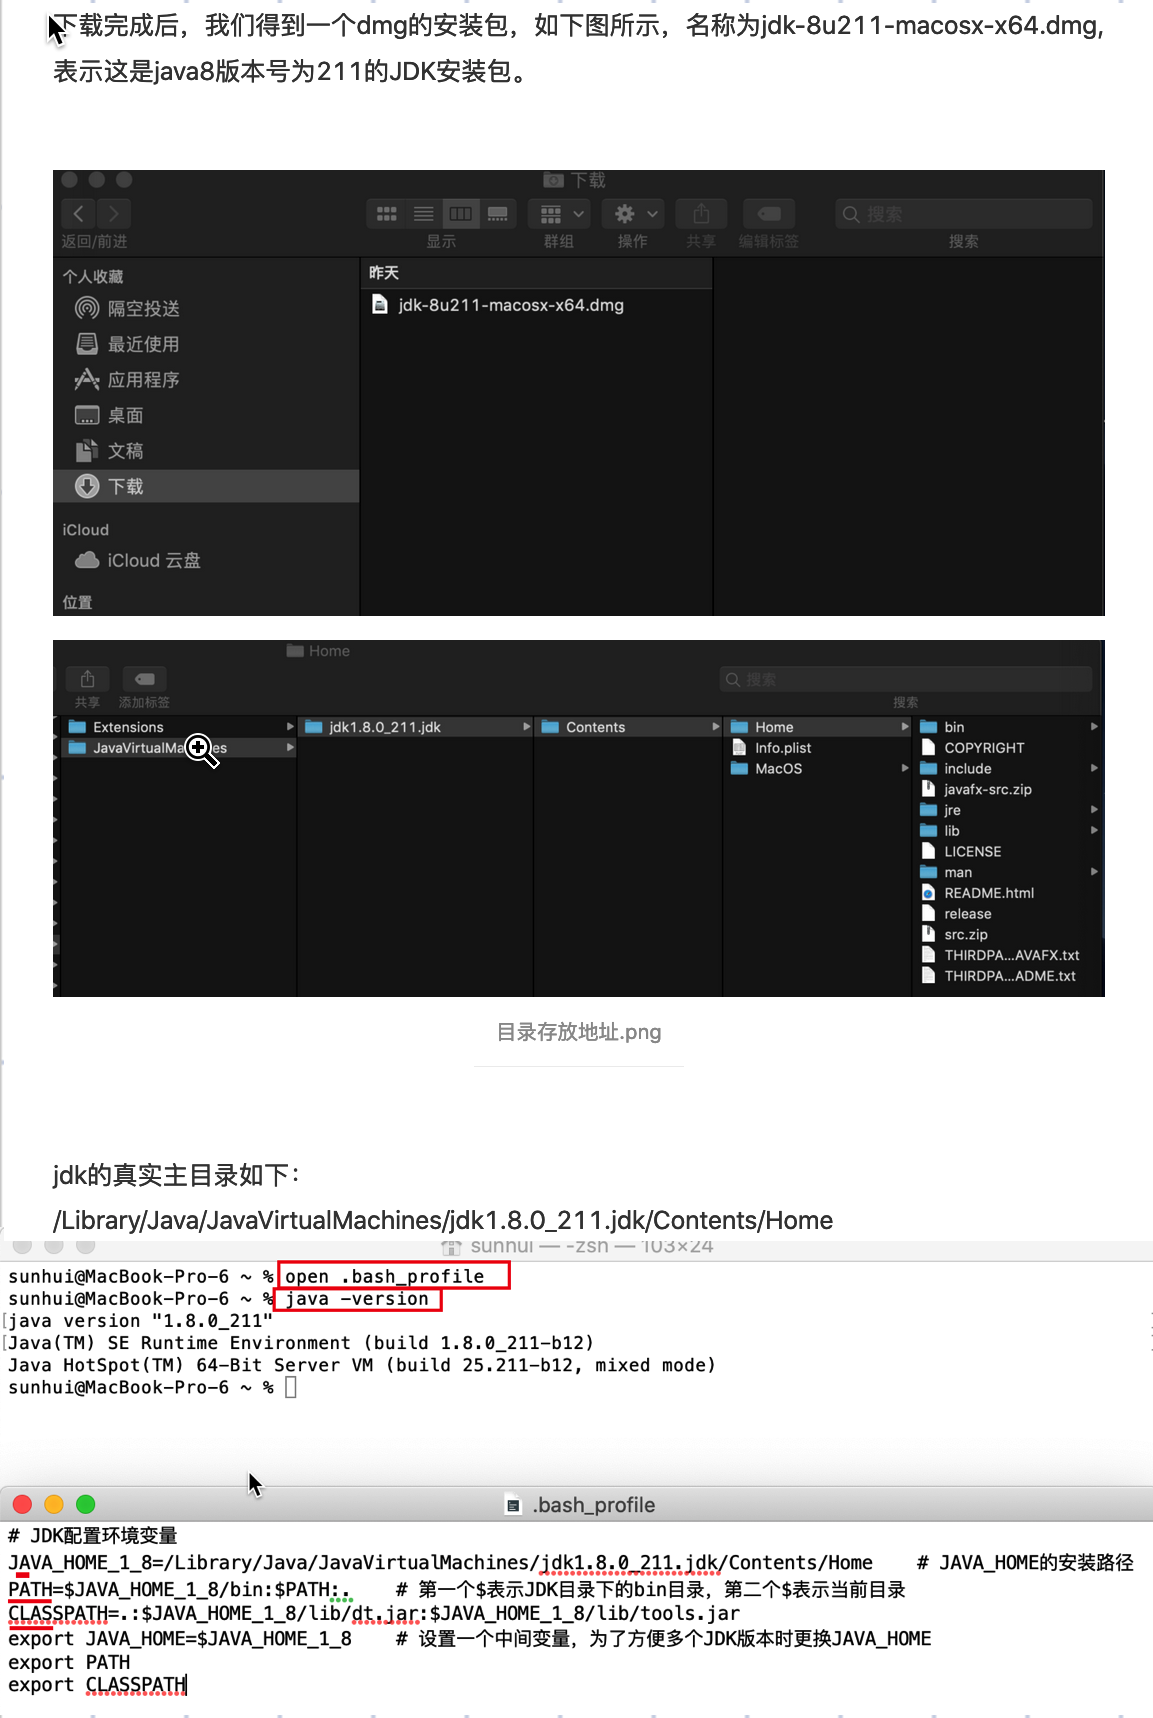 下载完成后，我们得到一个dmg的安装包，如下图所示，名称为jdk-8u211-macosx-x64.dmg,
表示这是java8版本号为211的JDK安装包。
下载
搜索
返回/前进
显示
群组
操作
共享
编辑标签
搜索
个人收藏
隔空投送
最近使用
应用程序
桌面
文稿
下载
iCloud
iCloud 云盘
位置
昨天
jdk-8u211-macosx-x64.dmg
Home
搜索
共享
添加标签
搜索
Extensions
JavaVirtualMachines
jdk1.8.0_211.jdk
Contents
Home
Info.plist
MacOS
bin
COPYRIGHT
include
javafx-src.zip
jre
lib
LICENSE
man
README.html
release
src.zip
THIRDPA...AVAFX.txt
THIRDPA...ADME.txt
目录存放地址.png
jdk的真实主目录如下：
/Library/Java/JavaVirtualMachines/jdk1.8.0_211.jdk/Contents/Home
sunhui — -zsh — 103×24
sunhui@MacBook-Pro-6 ~ % open .bash_profile
sunhui@MacBook-Pro-6 ~ % java -version
java version "1.8.0_211"
Java(TM) SE Runtime Environment (build 1.8.0_211-b12)
Java HotSpot(TM) 64-Bit Server VM (build 25.211-b12, mixed mode)
sunhui@MacBook-Pro-6 ~ %
.bash_profile
# JDK配置环境变量
JAVA_HOME_1_8=/Library/Java/JavaVirtualMachines/jdk1.8.0_211.jdk/Contents/Home    # JAVA_HOME的安装路径
PATH=$JAVA_HOME_1_8/bin:$PATH:.    # 第一个$表示JDK目录下的bin目录，第二个$表示当前目录
CLASSPATH=.:$JAVA_HOME_1_8/lib/dt.jar:$JAVA_HOME_1_8/lib/tools.jar
export JAVA_HOME=$JAVA_HOME_1_8    # 设置一个中间变量，为了方便多个JDK版本时更换JAVA_HOME
export PATH
export CLASSPATH